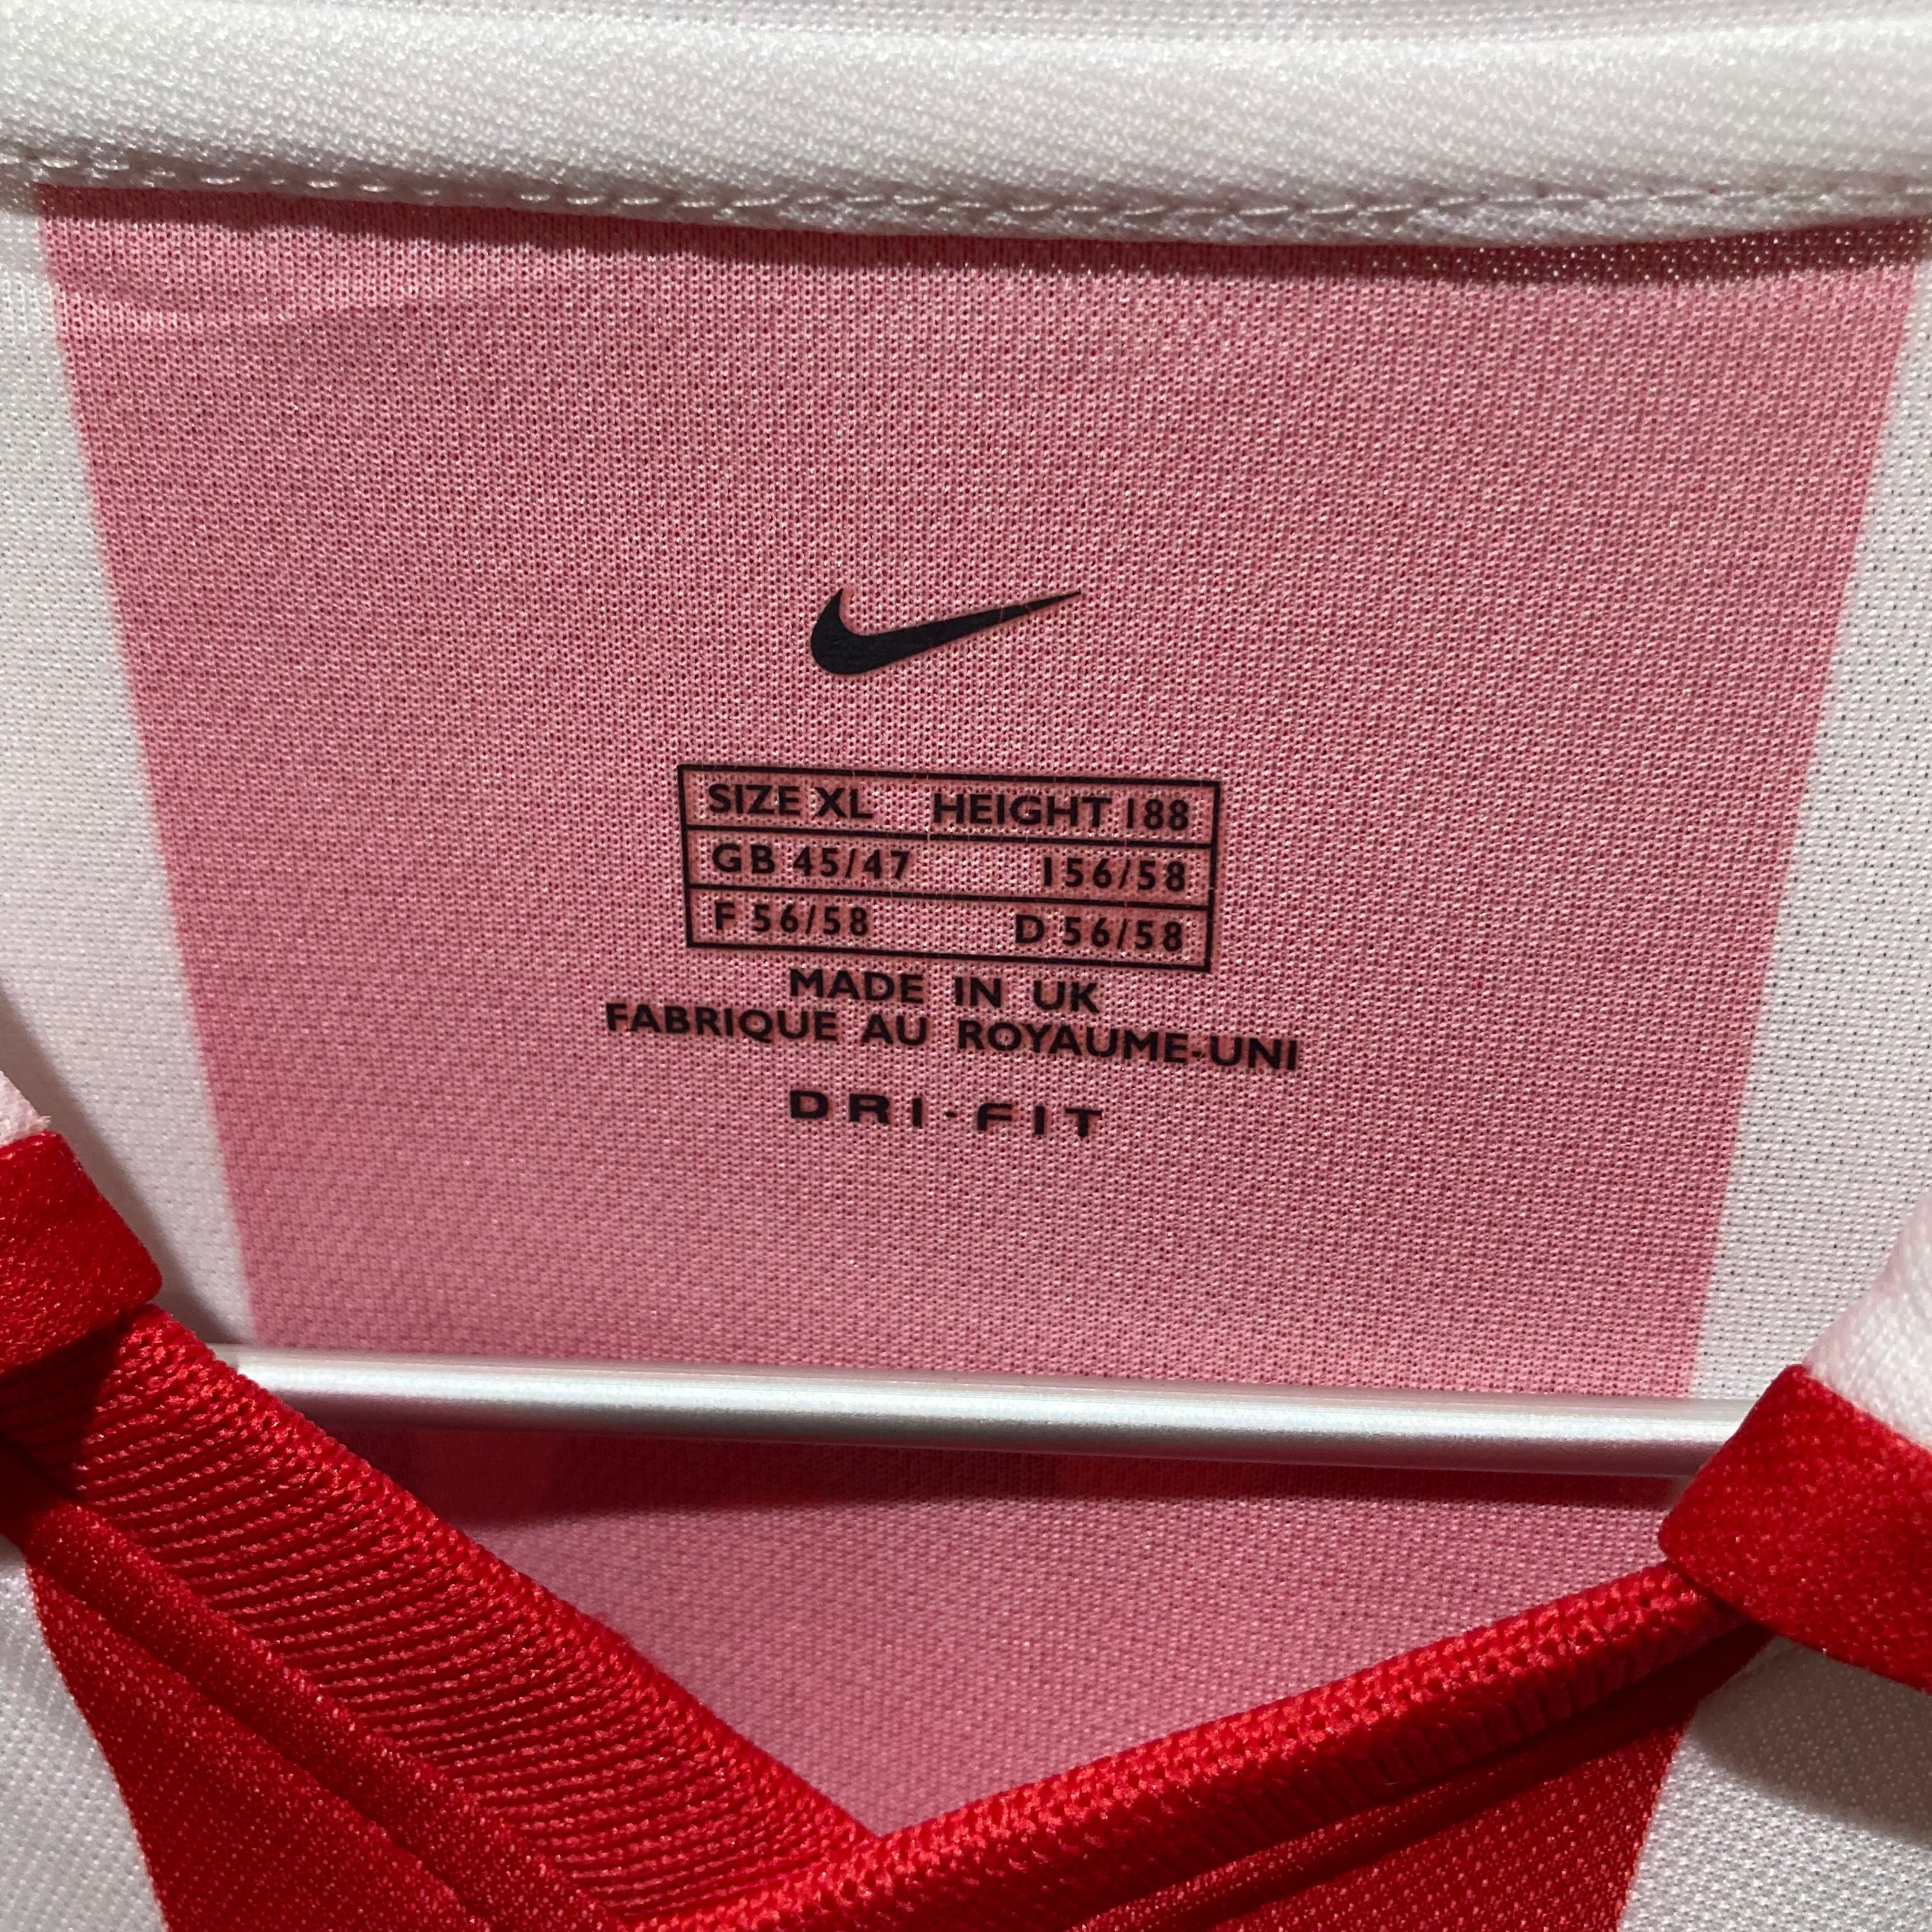 SIZE XL HEIGHT 188
GB 45/47 I 56/58
F 56/58 D 56/58
MADE IN UK
FABRIQUE AU ROYAUME-UNI
DRI-FIT